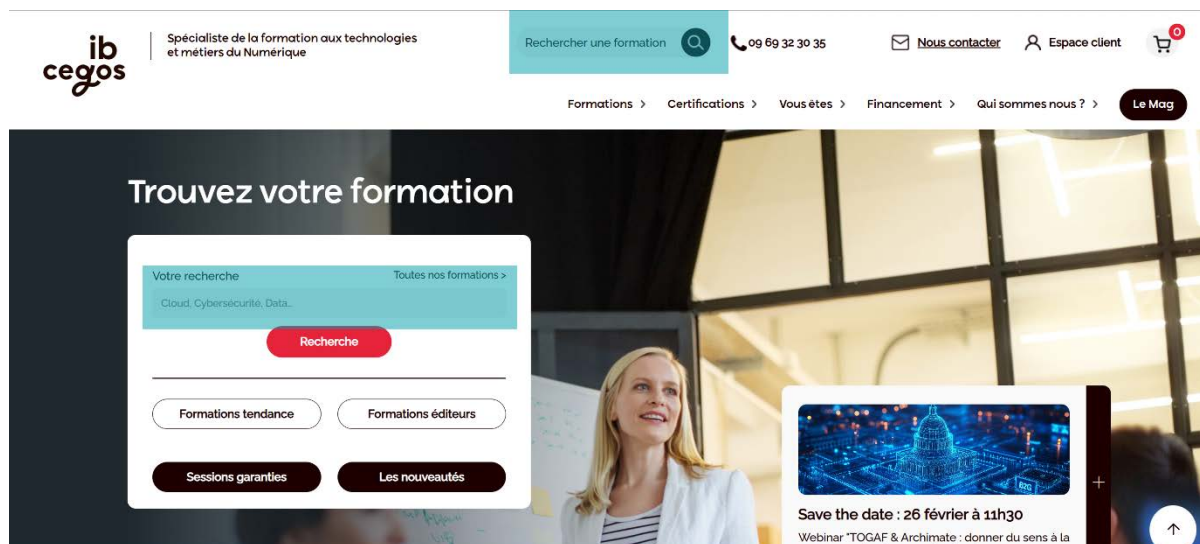 ib
cegos
Spécialiste de la formation aux technologies
et métiers du Numérique
Rechercher une formation
09 69 32 30 35
Nous contacter
Espace client
0
Formations >
Certifications >
Vous êtes >
Financement >
Qui sommes nous ? >
Le Mag
Trouvez votre formation
Votre recherche
Toutes nos formations >
Cloud, Cybersécurité, Data...
Recherche
Formations tendance
Formations éditeurs
Sessions garanties
Les nouveautés
B2G
Save the date : 26 février à 11h30
Webinar "TOGAF & Archimate : donner du sens à la